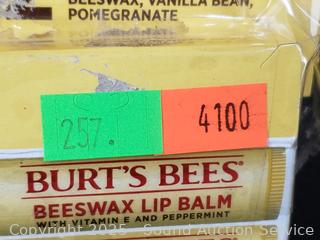 BEESWAX, VANILLA BEAN,
POMEGRANATE
257.
4100
BURT'S BEES®
BEESWAX LIP BALM
WITH VITAMIN E AND PEPPERMINT
Copyright © 2025 - Sound Auction Service